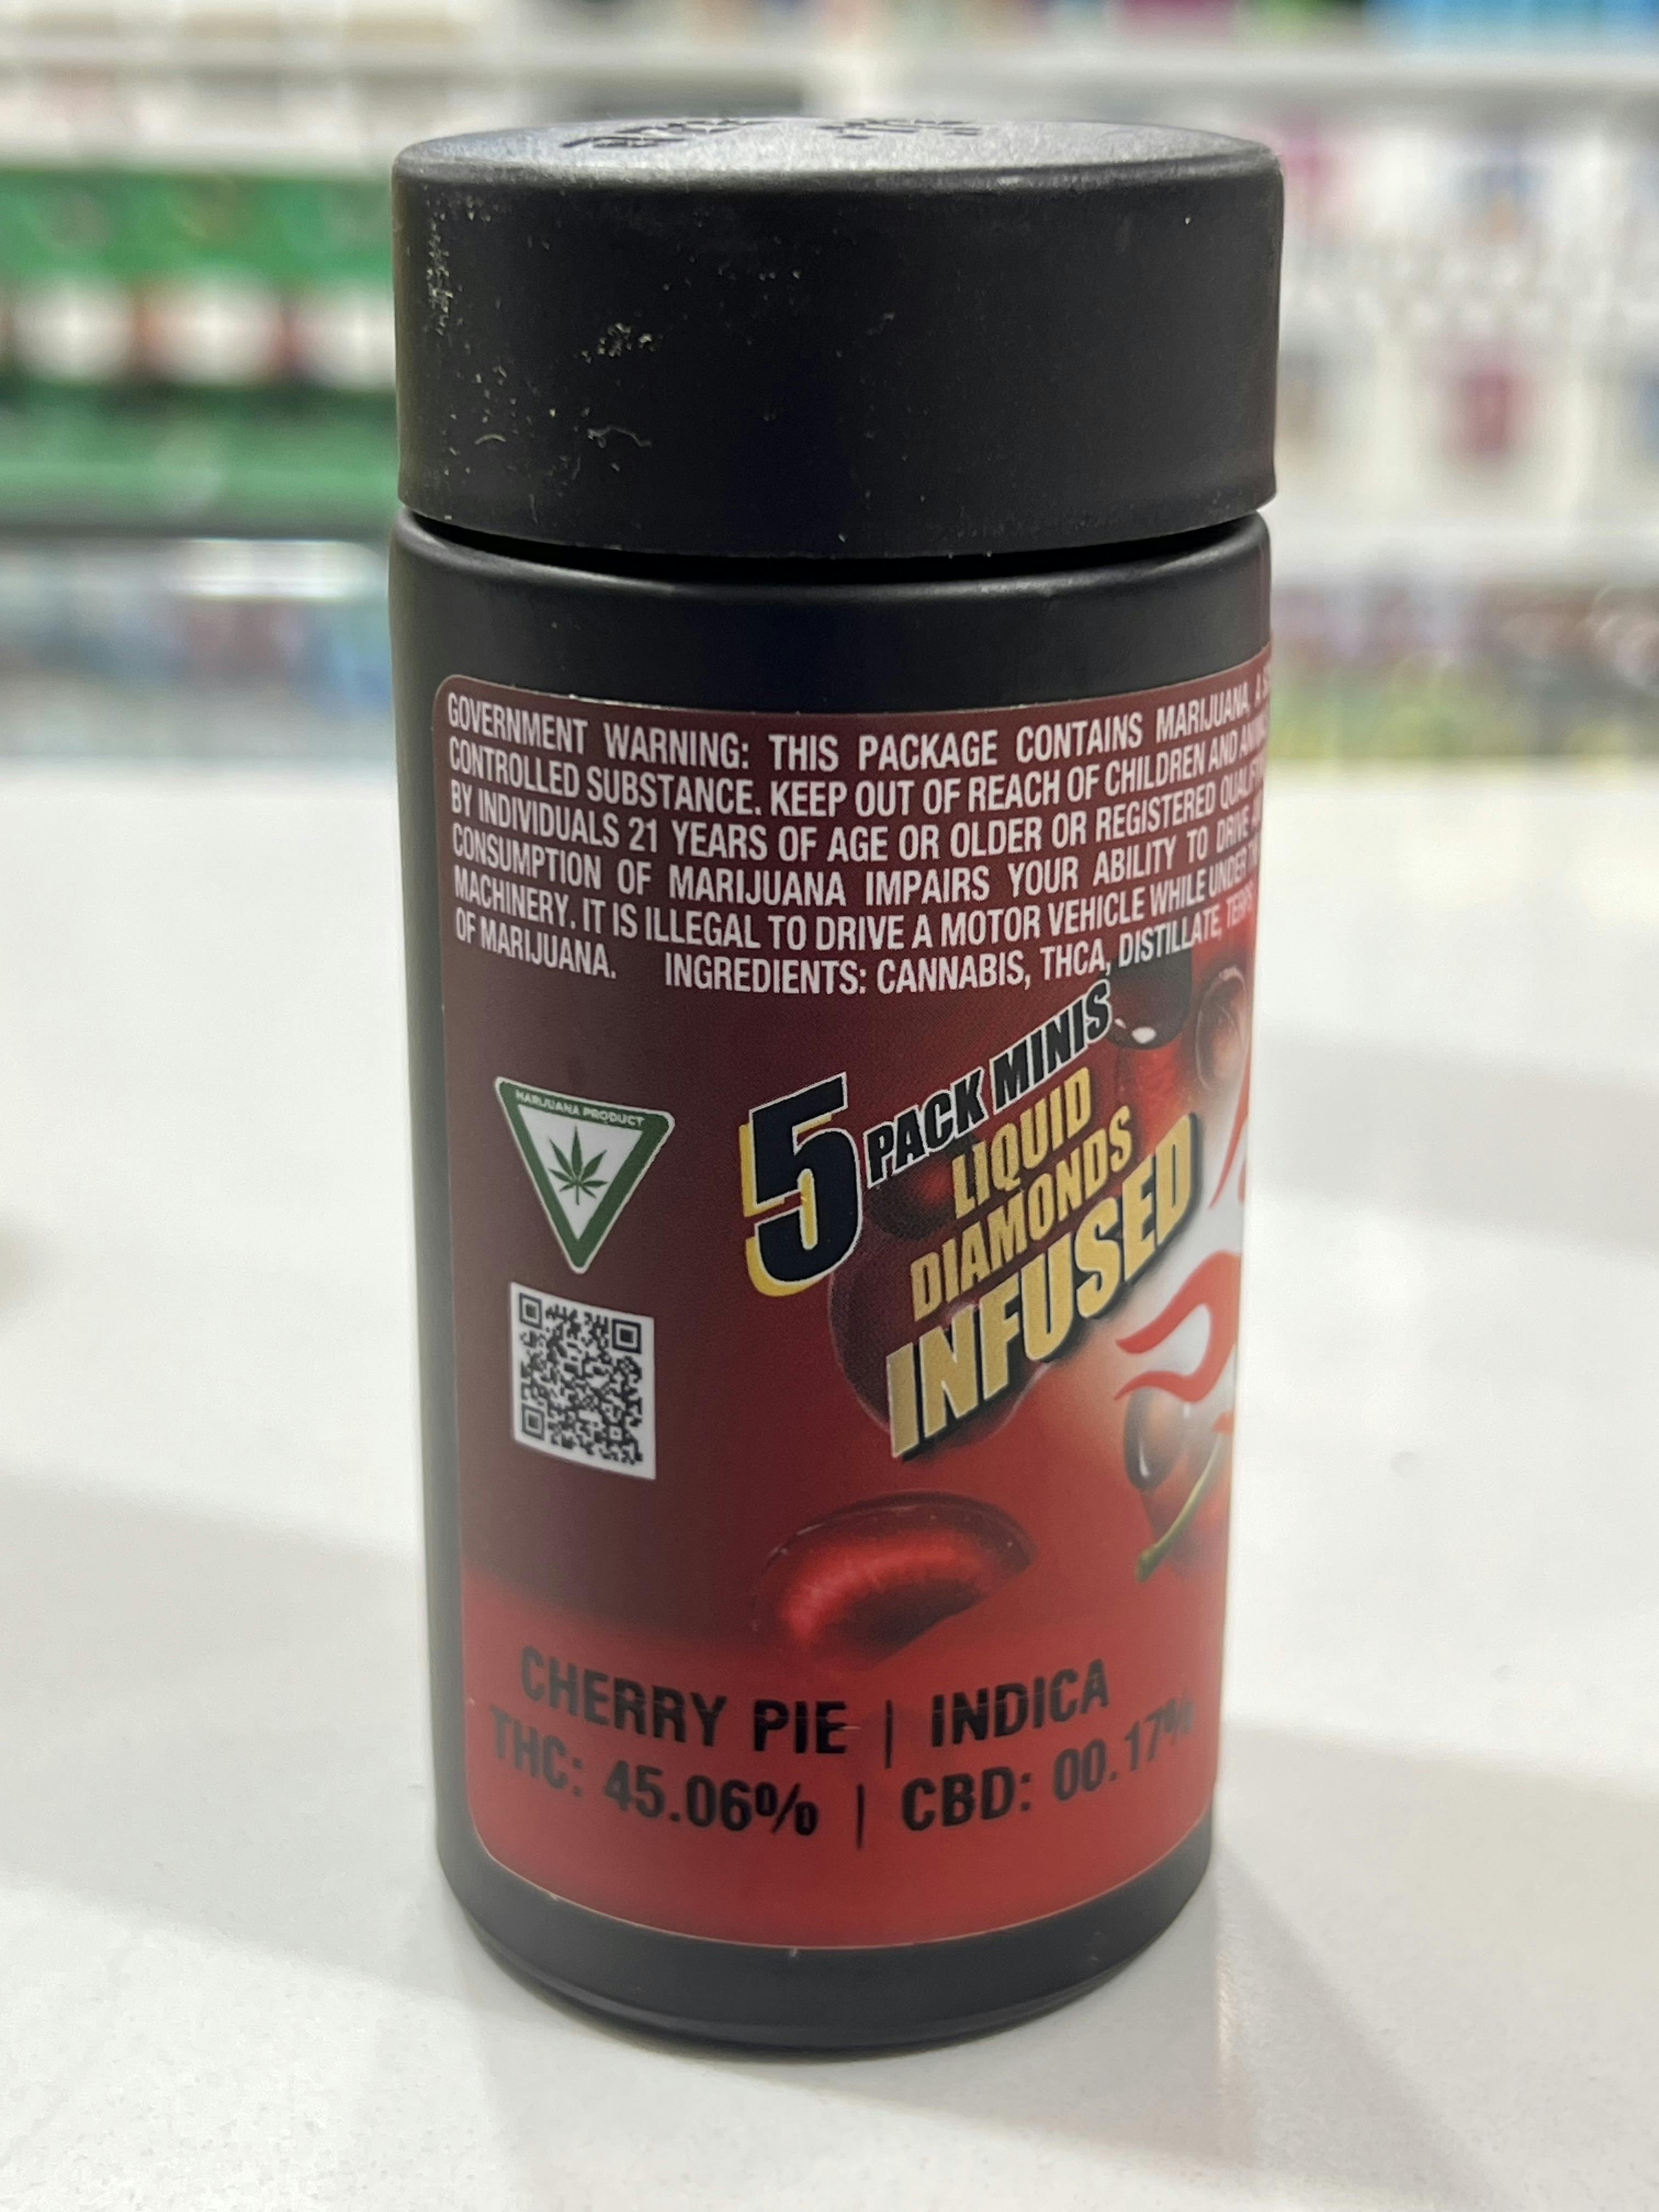 GOVERNMENT WARNING: THIS PACKAGE CONTAINS MARIJUANA, A
CONTROLLED SUBSTANCE. KEEP OUT OF REACH OF CHILDREN AND
BY INDIVIDUALS 21 YEARS OF AGE OR OLDER OR REGISTERED
CONSUMPTION OF MARIJUANA IMPAIRS YOUR ABILITY TO DRIVE
MACHINERY. IT IS ILLEGAL TO DRIVE A MOTOR VEHICLE WHILE UNDER
OF MARIJUANA. INGREDIENTS: CANNABIS, THCA, DISTILLATE,
5 PACK MINIS
LIQUID
DIAMONDS
INFUSED
MARIJUANA PRODUCT
CHERRY PIE | INDICA
THC: 45.06% | CBD: 00.17%